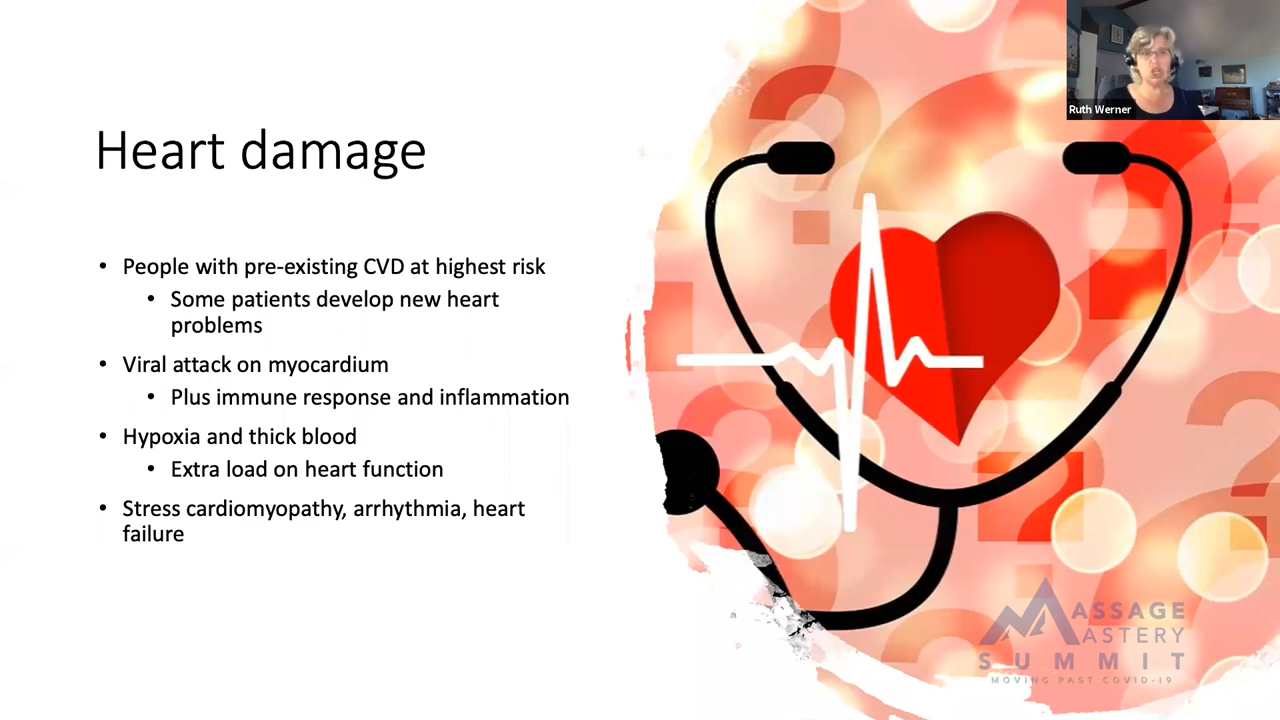 Ruth Werner
Heart damage
• People with pre-existing CVD at highest risk
• Some patients develop new heart
problems
• Viral attack on myocardium
• Plus immune response and inflammation
• Hypoxia and thick blood
• Extra load on heart function
• Stress cardiomyopathy, arrhythmia, heart
failure
MASSAGE
MASTERY
SUMMIT
MOVING PAST COVID-19